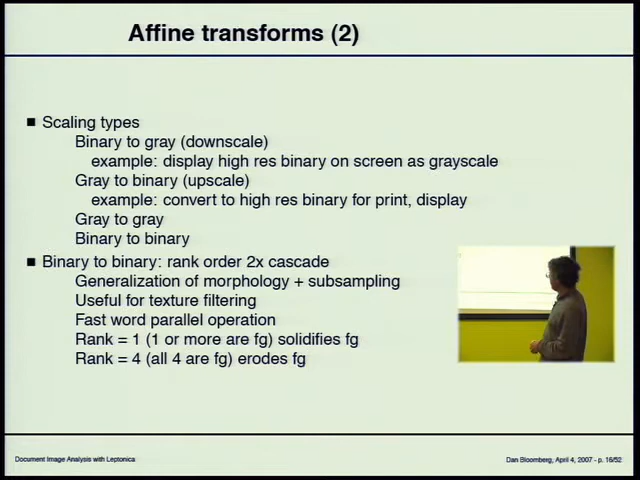 Affine transforms (2)
Scaling types
Binary to gray (downscale)
example: display high res binary on screen as grayscale
Gray to binary (upscale)
example: convert to high res binary for print, display
Gray to gray
Binary to binary
Binary to binary: rank order 2x cascade
Generalization of morphology + subsampling
Useful for texture filtering
Fast word parallel operation
Rank = 1 (1 or more are fg) solidifies fg
Rank = 4 (all 4 are fg) erodes fg
Document Image Analysis with Leptonica
Dan Bloomberg, April 4, 2007 - p. 16/52